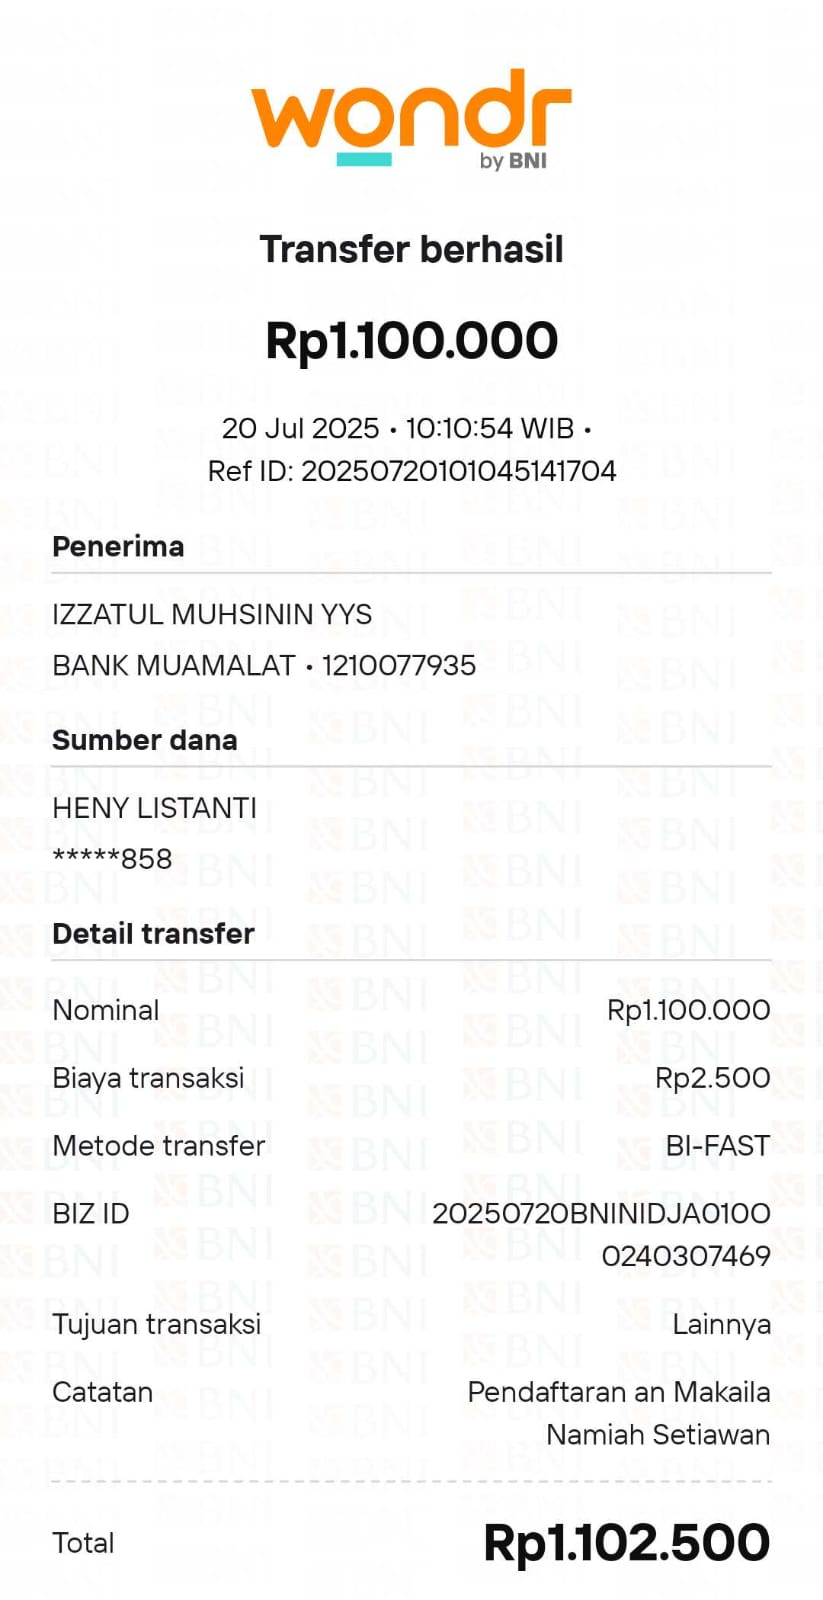 wondr
by BNI
Transfer berhasil
Rp1.100.000
20 Jul 2025 • 10:10:54 WIB •
Ref ID: 20250720101045141704
Penerima
IZZATUL MUHSININ YYS
BANK MUAMALAT • 1210077935
Sumber dana
HENY LISTANTI
*****858
Detail transfer
Nominal Rp1.100.000
Biaya transaksi Rp2.500
Metode transfer BI-FAST
BIZ ID 20250720BNINIDJA010O
0240307469
Tujuan transaksi Lainnya
Catatan Pendaftaran an Makaila
Namiah Setiawan
Total Rp1.102.500